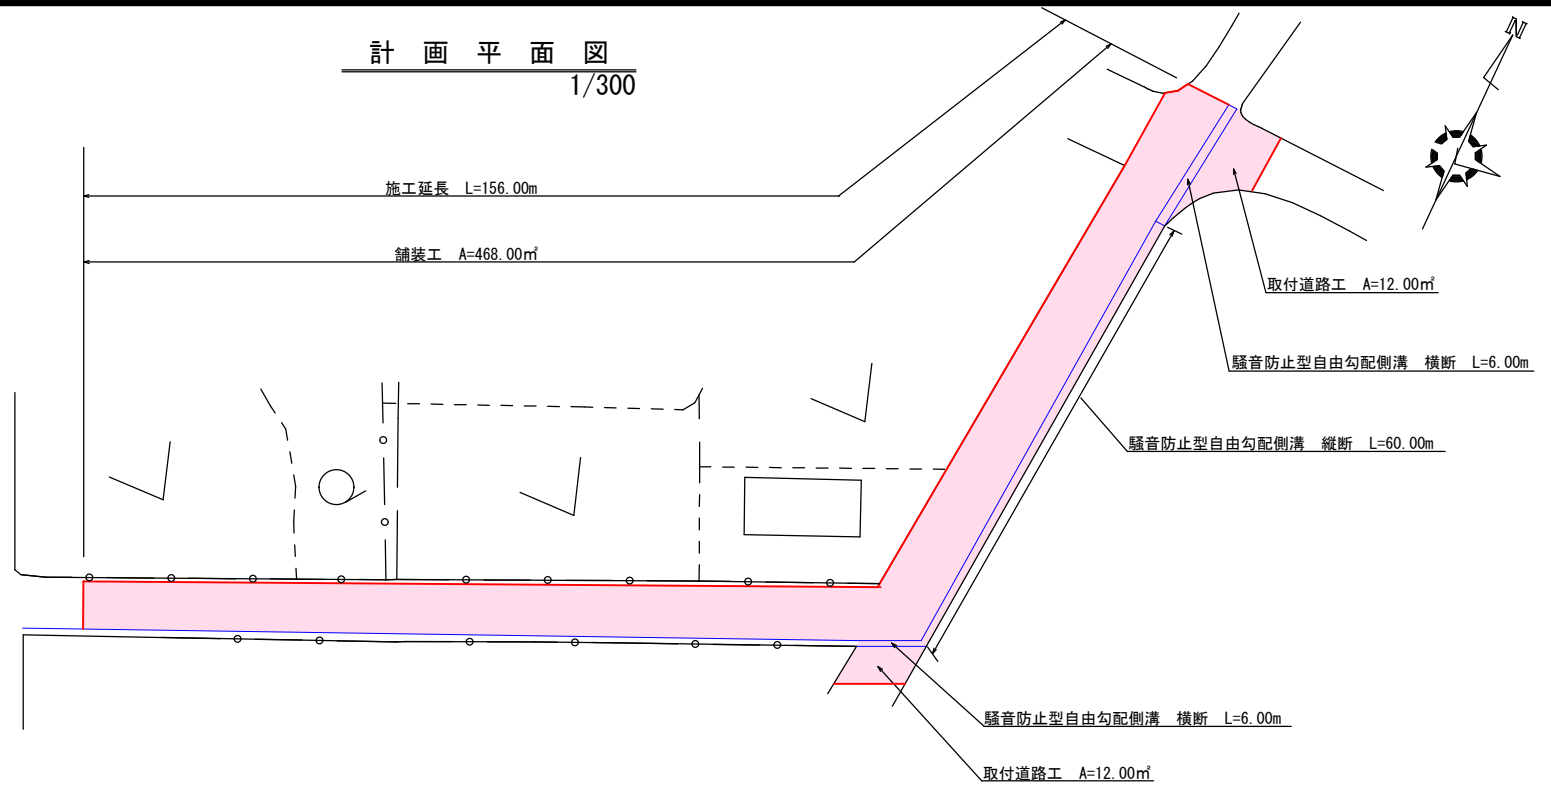 計 画 平 面 図
1/300
N
施工延長 L=156.00m
舗装工 A=468.00㎡
取付道路工 A=12.00㎡
騒音防止型自由勾配側溝 横断 L=6.00m
騒音防止型自由勾配側溝 縦断 L=60.00m
騒音防止型自由勾配側溝 横断 L=6.00m
取付道路工 A=12.00㎡